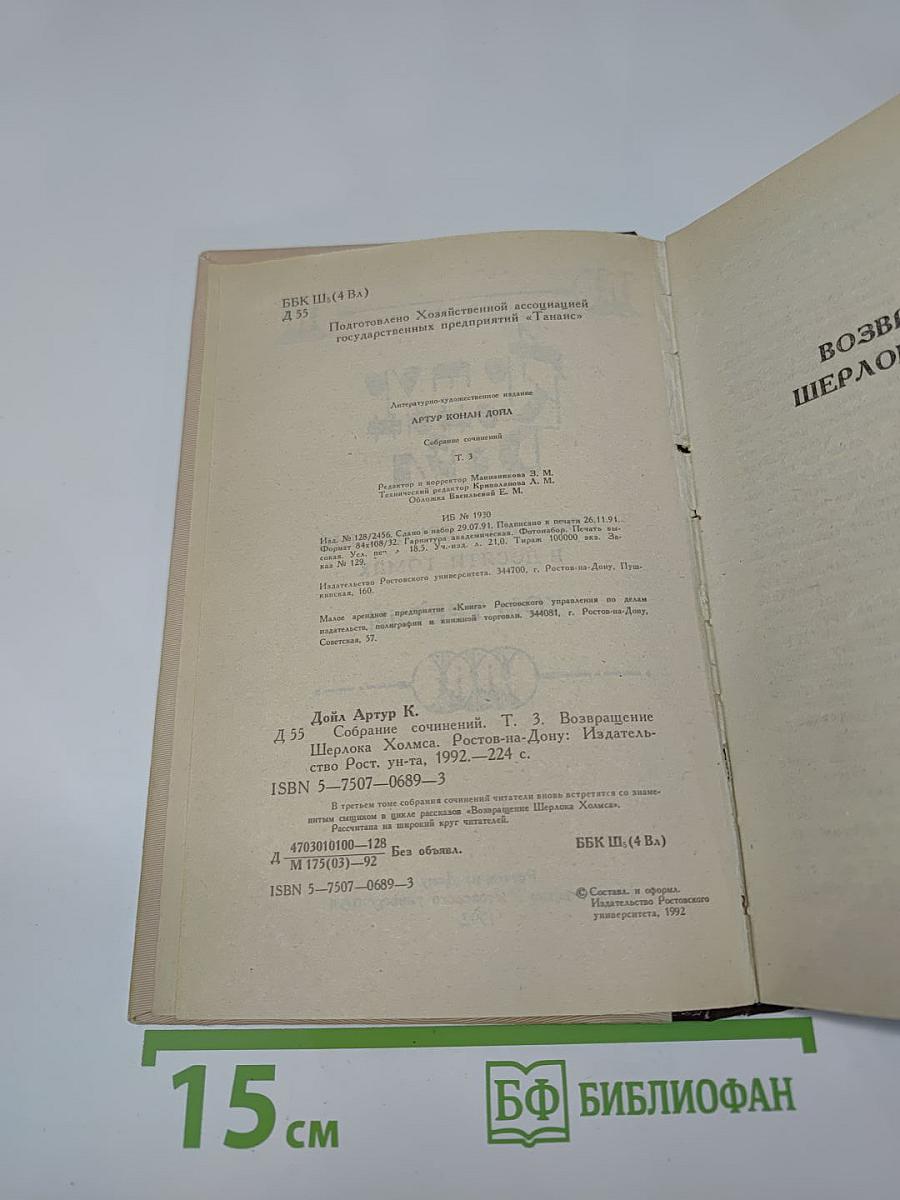 ББК Ш5(4 Вл)
Д 55
Подготовлено Хозяйственной ассоциацией
государственных предприятий «Танаис»
Литературно-художественное издание
АРТУР КОНАН ДОЙЛ
Собрание сочинений
Т. 3
Редактор и корректор Манианикова Э. М.
Технический редактор Криволапова Л. М.
Обложка Васильевой Е. М.
ИБ № 1930
Изд. № 128/2456. Сдано в набор 29.07.91. Подписано к печати 26.11.91.
Формат 84х108/32. Гарнитура академическая. Фотонабор. Печать вы-
сокая. Усл. печ л 18,5. Уч.-изд. л. 21,0. Тираж 100000 экз. За-
каз № 129.
Издательство Ростовского университета. 344700, г. Ростов-на-Дону, Пуш-
кинская, 160.
Малое арендное предприятие «Книга» Ростовского управления по делам
издательств, полиграфии и книжной торговли. 344081, г. Ростов-на-Дону,
Советская, 57.
Дойл Артур К.
Д 55 Собрание сочинений. Т. 3. Возвращение
Шерлока Холмса. Ростов-на-Дону: Издатель-
ство Рост. ун-та, 1992.—224 с.
ISBN 5—7507—0689—3
В третьем томе собрания сочинений читатели вновь встретятся со знаме-
нитым сыщиком в цикле рассказов «Возвращение Шерлока Холмса».
Рассчитана на широкий круг читателей.
Д 4703010100—128
М 175(03)—92 Без объявл.
ББК Ш5(4 Вл)
ISBN 5—7507—0689—3
© Составл. и оформл.
Издательство Ростовского
университета, 1992
ВОЗВ
ШЕРЛО
15 см
БФ БИБЛИОФАН